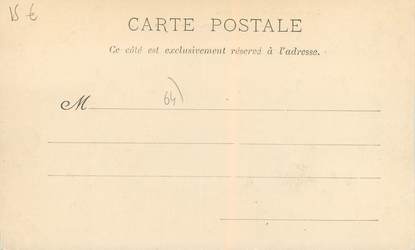 15 €
CARTE POSTALE
Ce côté est exclusivement réservé à l'adresse.
64)
M